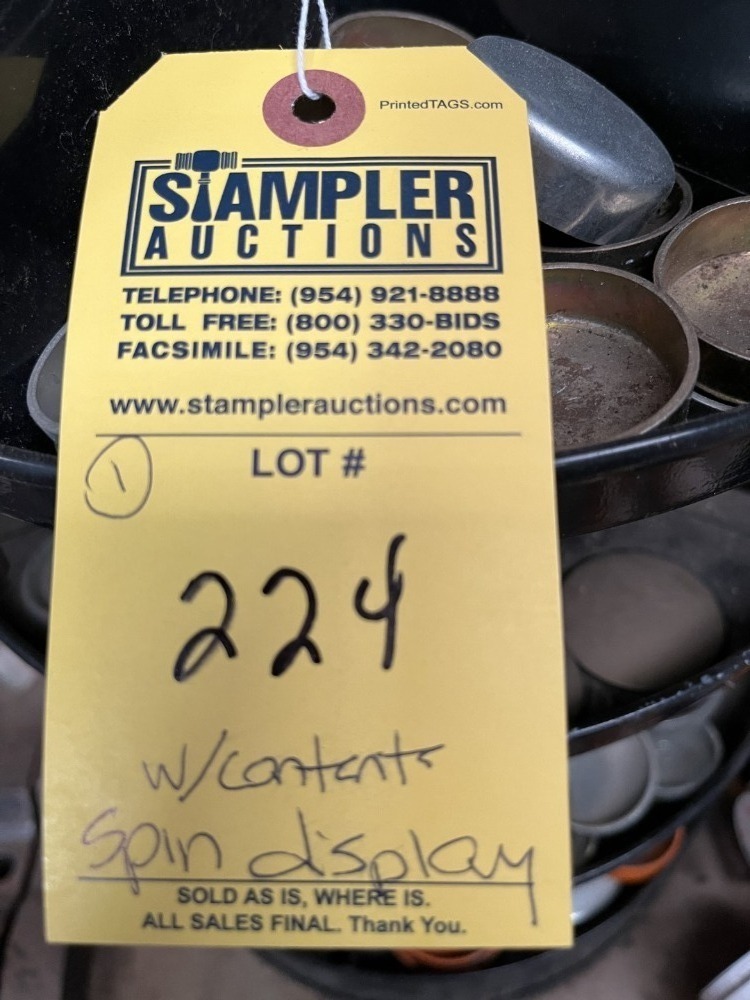 PrintedTAGS.com
STAMPLER
AUCTIONS
TELEPHONE: (954) 921-8888
TOLL FREE: (800) 330-BIDS
FACSIMILE: (954) 342-2080
www.stamplerauctions.com
1
LOT #
224
w/contents
Spin display
SOLD AS IS, WHERE IS.
ALL SALES FINAL. Thank You.